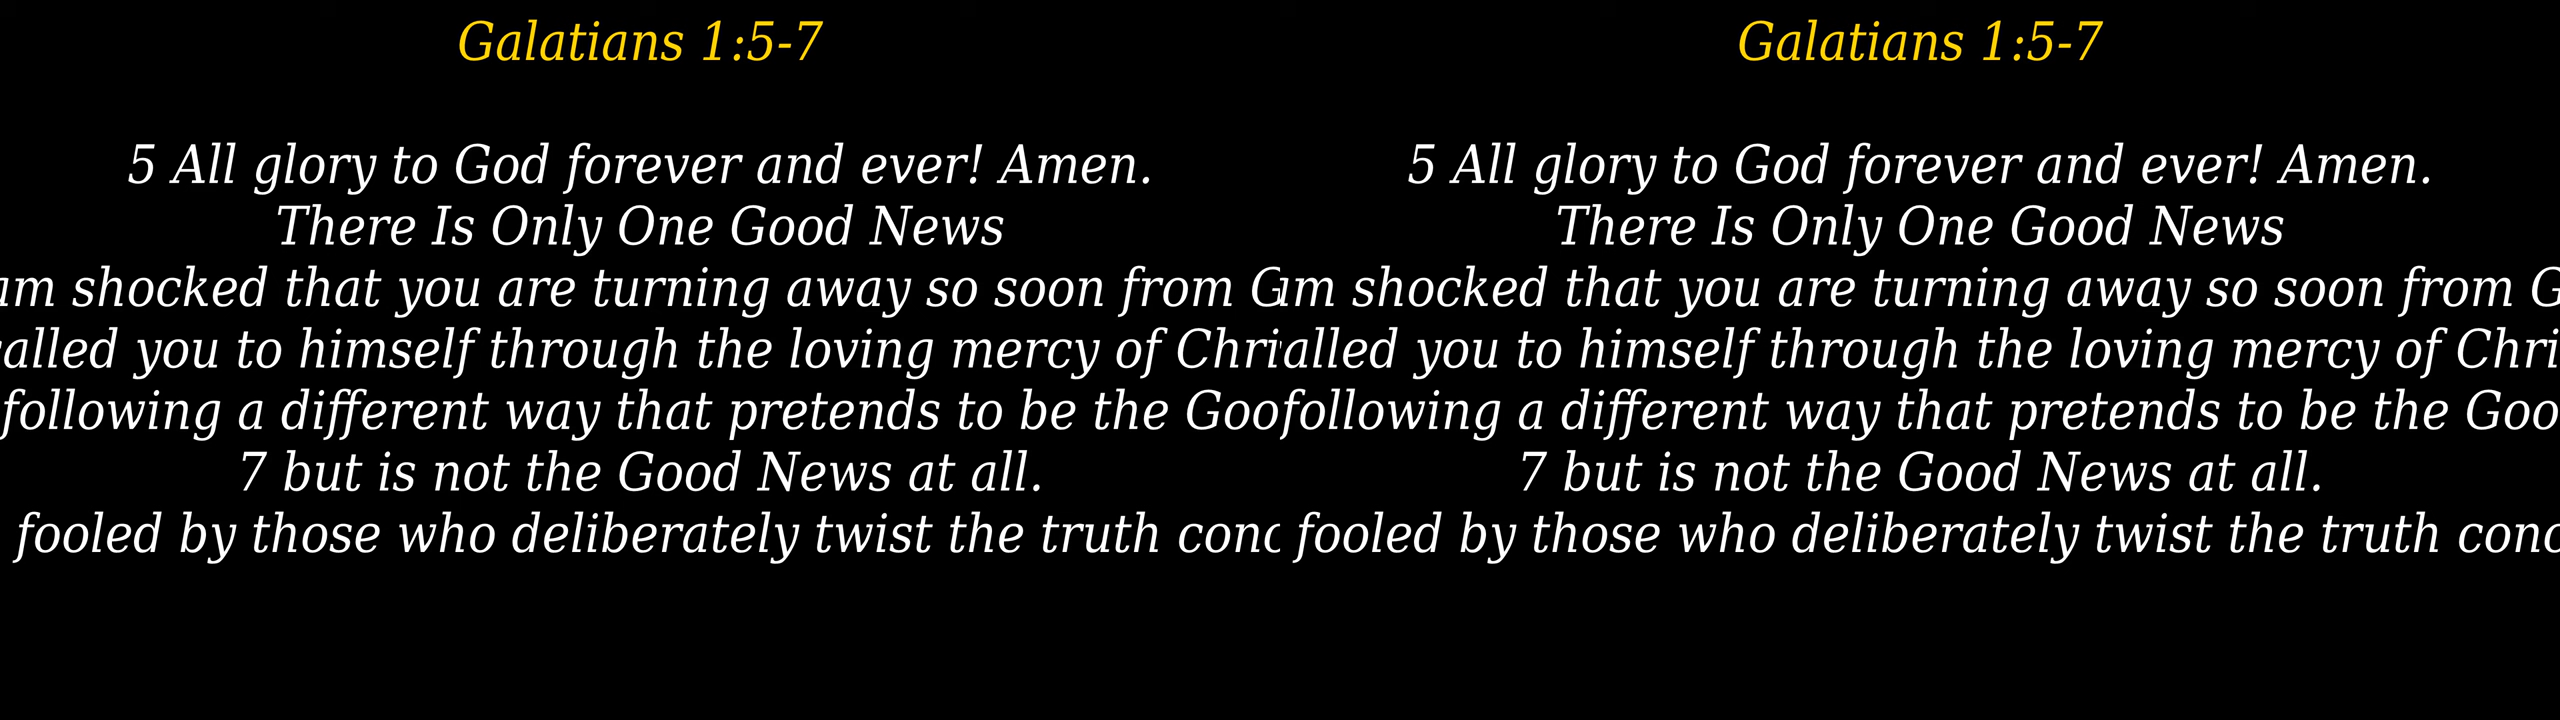 Galatians 1:5-7
5 All glory to God forever and ever! Amen.
There Is Only One Good News
shocked that you are turning away so soon from
you to himself through the loving mercy of
following a different way that pretends to be the
7 but is not the Good News at all.
fooled by those who deliberately twist the truth
Galatians 1:5-7
5 All glory to God forever and ever! Amen.
There Is Only One Good News
shocked that you are turning away so soon from
you to himself through the loving mercy of
following a different way that pretends to be the
7 but is not the Good News at all.
fooled by those who deliberately twist the truth